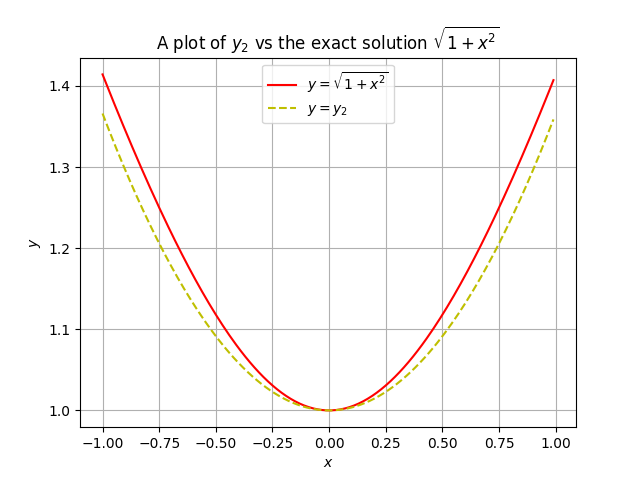 A plot of $y_2$ vs the exact solution $\sqrt{1+x^2}$
$y=\sqrt{1+x^2}$
$y=y_2$
1.4
1.3
1.2
1.1
1.0
y
−1.00 −0.75 −0.50 −0.25 0.00 0.25 0.50 0.75 1.00
x